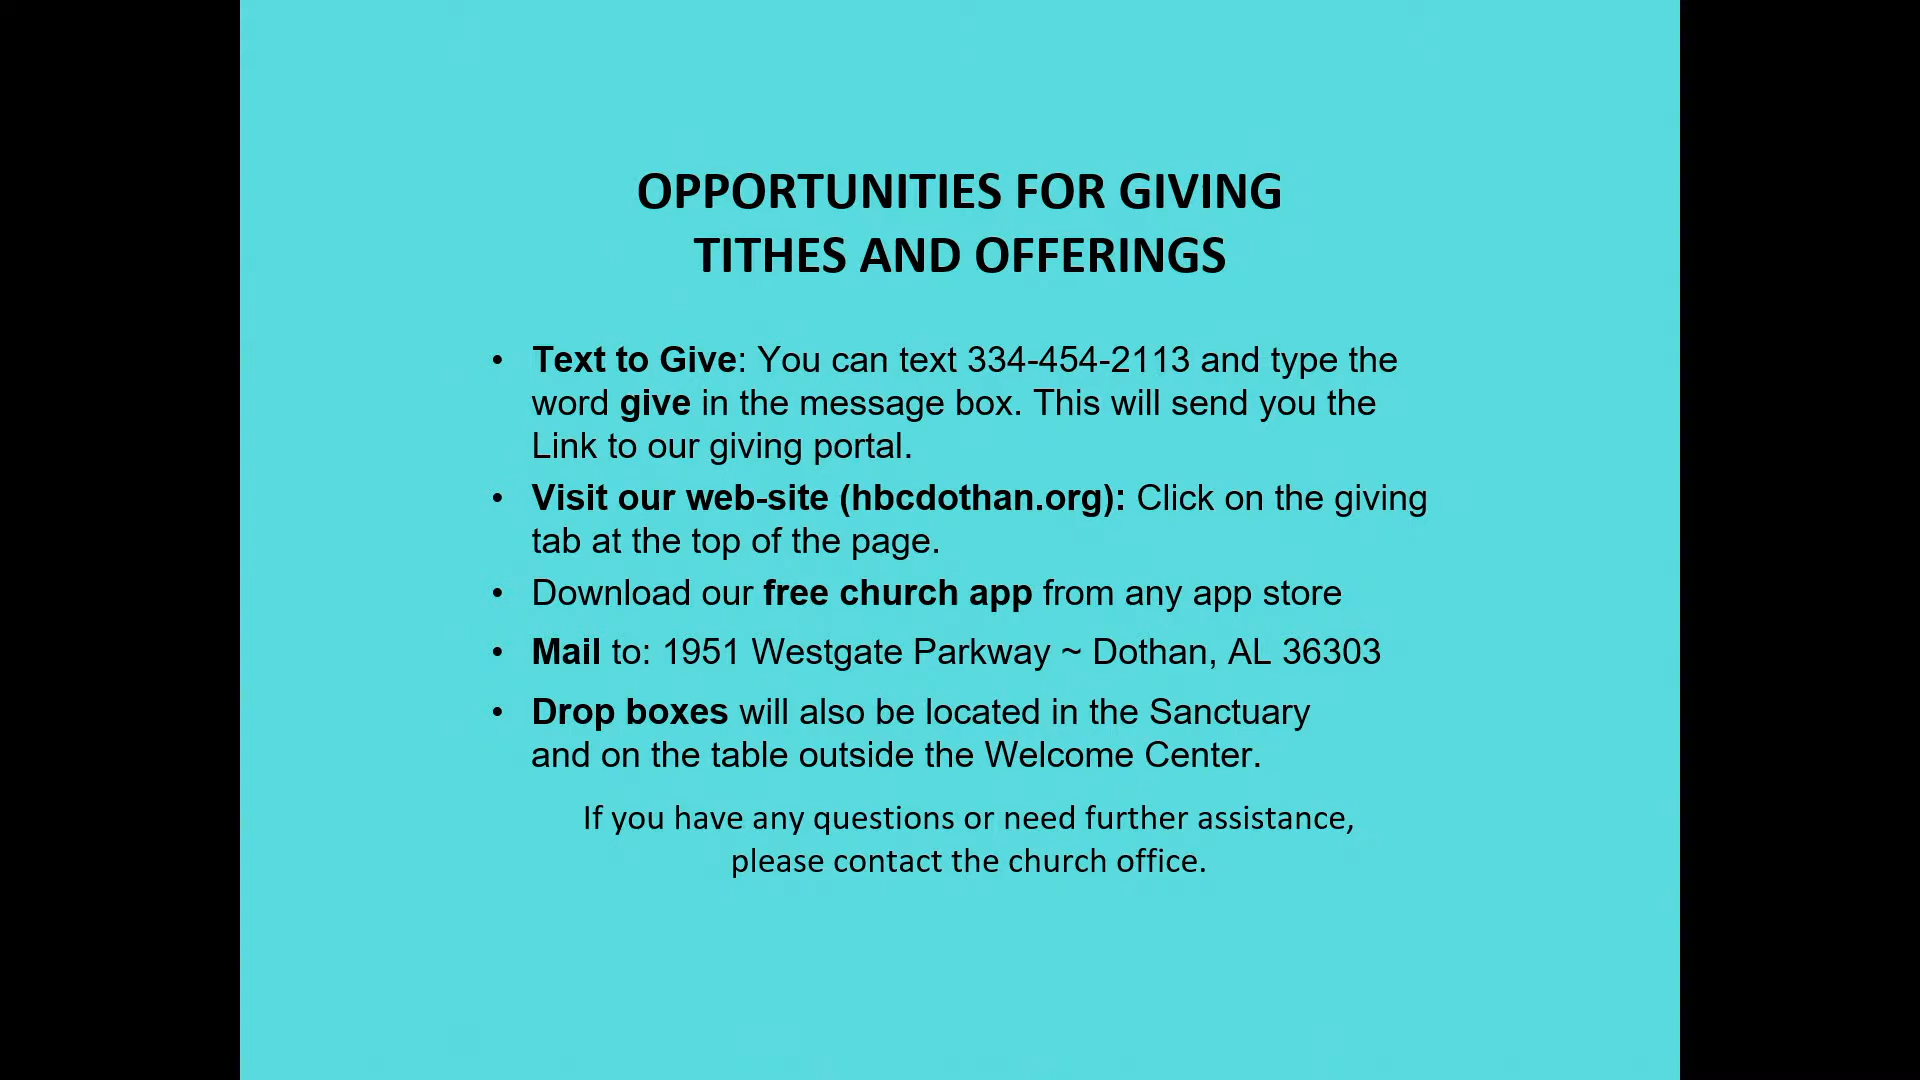 OPPORTUNITIES FOR GIVING
TITHES AND OFFERINGS
• Text to Give: You can text 334-454-2113 and type the
word give in the message box. This will send you the
Link to our giving portal.
• Visit our web-site (hbcdothan.org): Click on the giving
tab at the top of the page.
• Download our free church app from any app store
• Mail to: 1951 Westgate Parkway ~ Dothan, AL 36303
• Drop boxes will also be located in the Sanctuary
and on the table outside the Welcome Center.
If you have any questions or need further assistance,
please contact the church office.